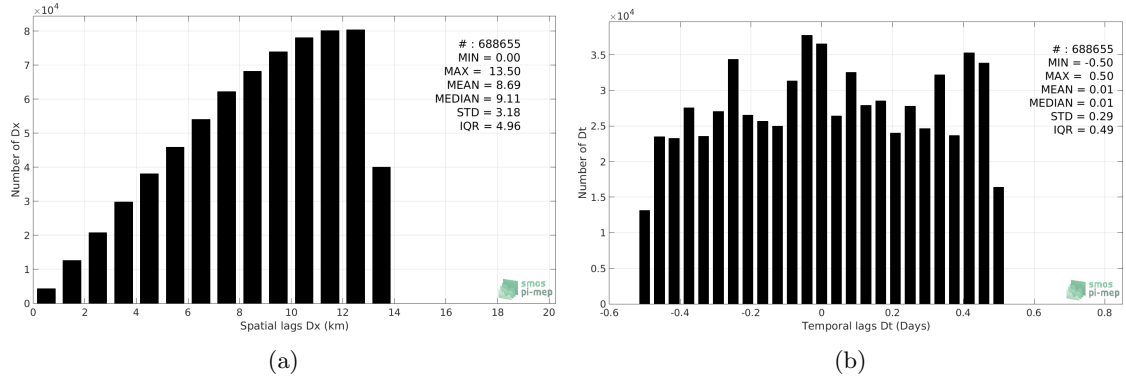 ×10⁴
9
8
7
6
5
4
3
2
1
0
Number of Dx
0 2 4 6 8 10 12 14 16 18 20
Spatial lags Dx (km)
# : 688655
MIN = 0.00
MAX = 13.50
MEAN = 8.69
MEDIAN = 9.11
STD = 3.18
IQR = 4.96
smos
pi-mep
(a)
×10⁴
3.5
3
2.5
2
1.5
1
0.5
0
Number of Dt
-0.6 -0.4 -0.2 0 0.2 0.4 0.6 0.8
Temporal lags Dt (Days)
# : 688655
MIN = -0.50
MAX = 0.50
MEAN = 0.01
MEDIAN = 0.01
STD = 0.29
IQR = 0.49
smos
pi-mep
(b)